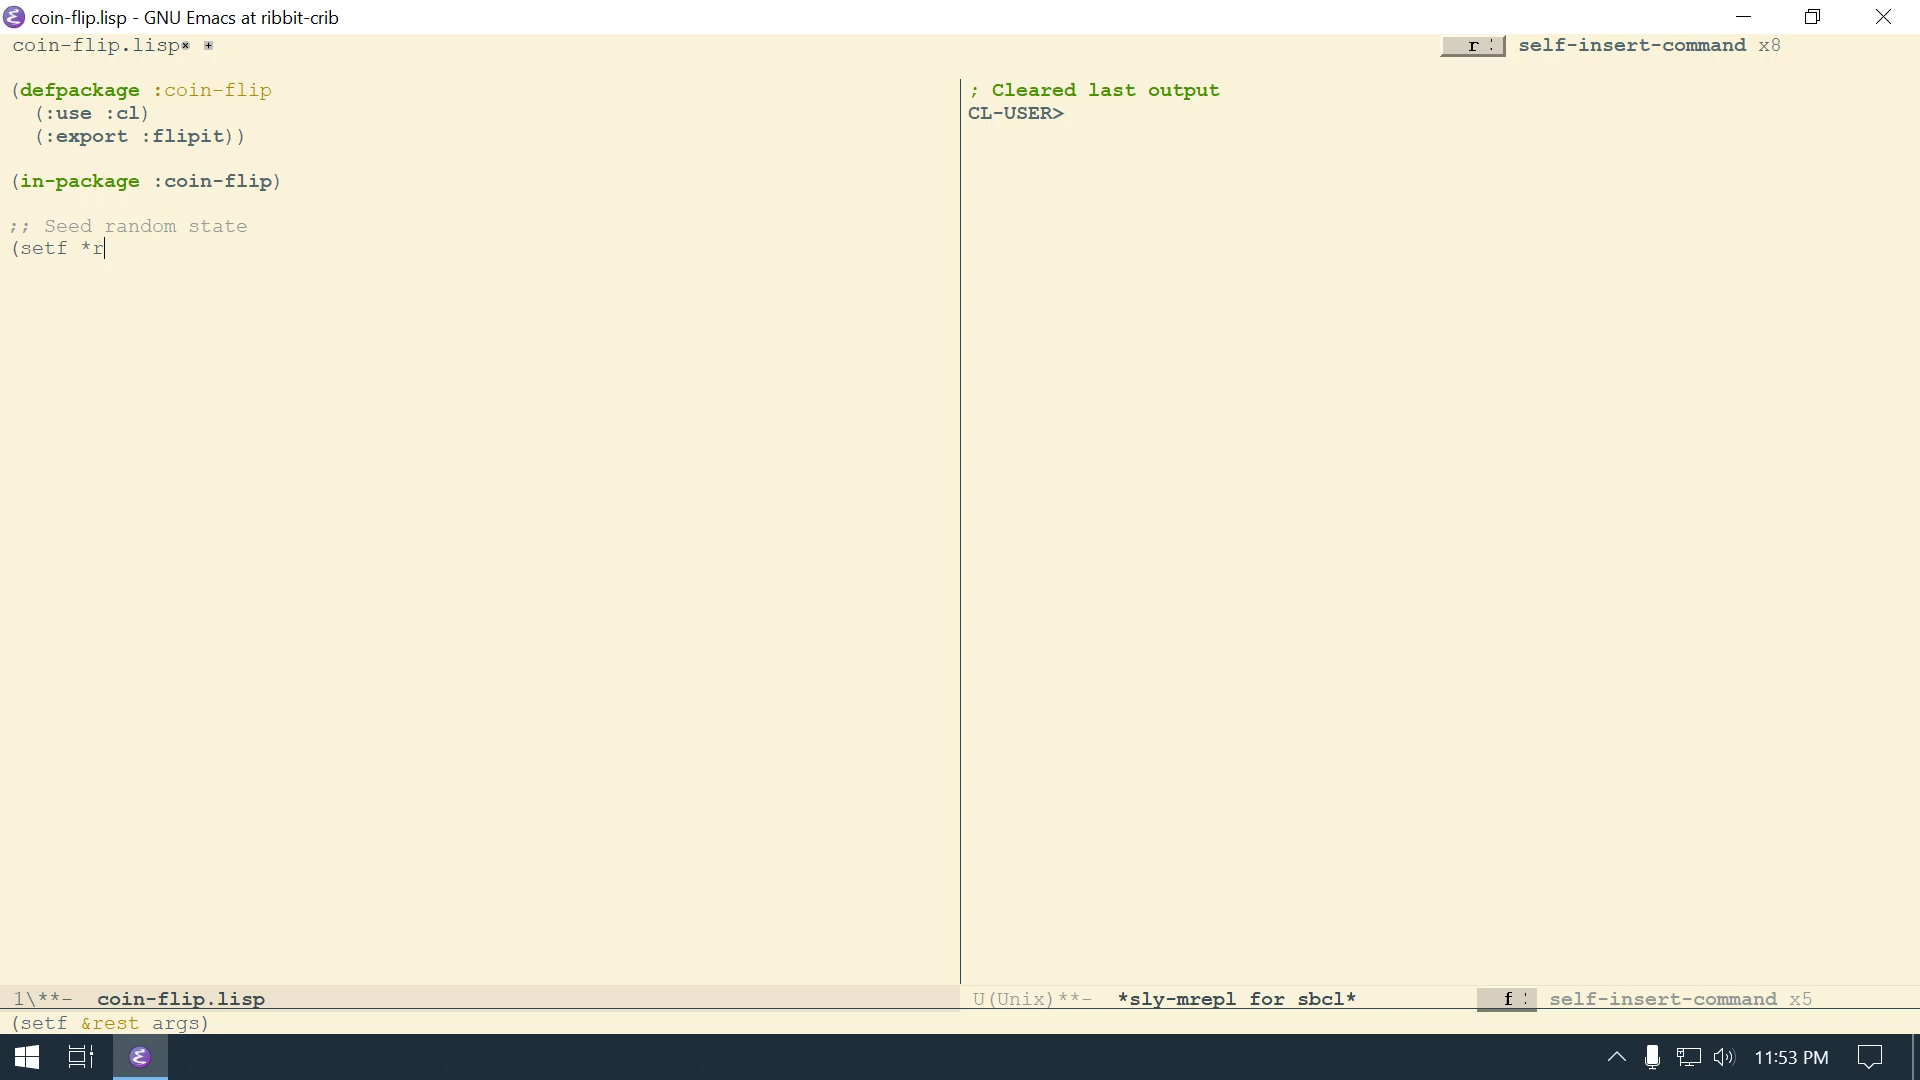 coin-flip.lisp - GNU Emacs at ribbit-crib
coin-flip.lisp
r
self-insert-command x8
(defpackage :coin-flip
(:use :cl)
(:export :flipit))
(in-package :coin-flip)
;; Seed random state
(setf *r
; Cleared last output
CL-USER>
1\**- coin-flip.lisp
U(Unix)**- *sly-mrepl for sbcl*
f
self-insert-command x5
(setf &rest args)
11:53 PM